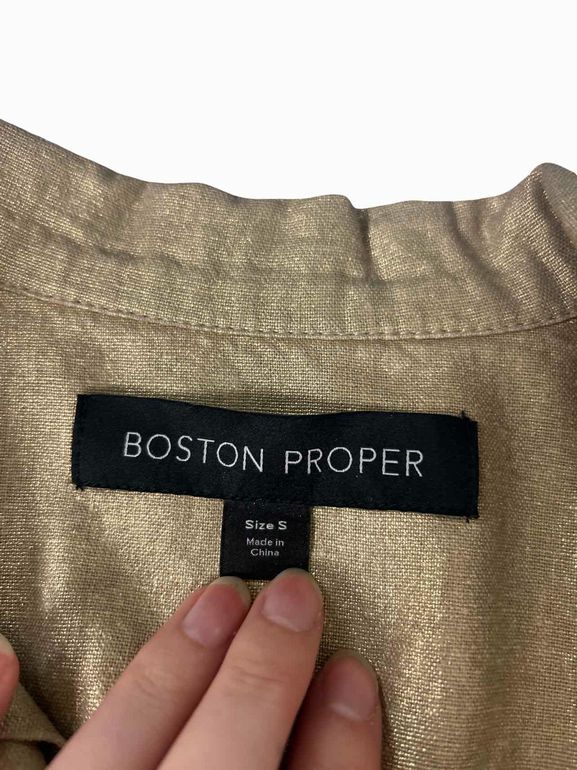 BOSTON PROPER
Size S
Made in
China